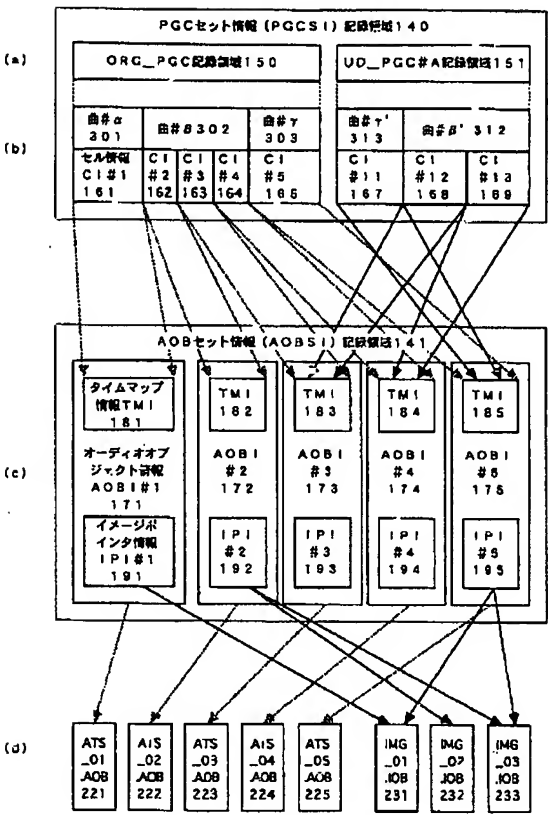 PGCセット情報（PGCSI）記録領域140
(a)
ORG__PGC記録領域150
UD__PGC#A記録領域151
(b)
曲#α
301
曲#β302
曲#γ
303
曲#γ'
313
曲#β'312
セル情報
CI#1
161
CI
#2
162
CI
#3
163
CI
#4
164
CI
#5
165
CI
#11
167
CI
#12
168
CI
#13
169
AOBセット情報（AOBSI）記録領域141
(c)
タイムマップ
情報TMI
181
TMI
182
TMI
183
TMI
184
TMI
185
オーディオオブ
ジェクト情報
AOBI#1
171
AOBI
#2
172
AOBI
#3
173
AOBI
#4
174
AOBI
#5
175
イメージポ
インタ情報
IPI#1
191
IPI
#2
192
IPI
#3
193
IPI
#4
194
IPI
#5
195
(d)
ATS
_01
.AOB
221
ATS
_02
.AOB
222
ATS
_03
.AOB
223
ATS
_04
.AOB
224
ATS
_05
.AOB
225
IMG
_01
.IOB
231
IMG
_02
.IOB
232
IMG
_03
.IOB
233